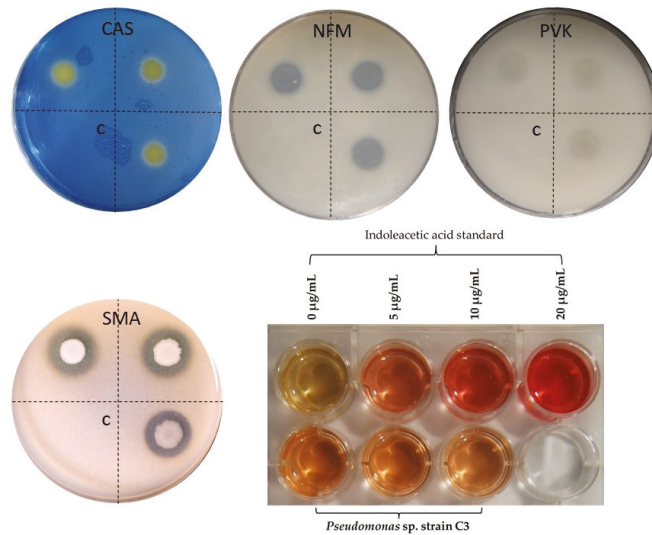 CAS
NFM
PVK
C
C
C
Indoleacetic acid standard
0 µg/mL
5 µg/mL
10 µg/mL
20 µg/mL
SMA
C
Pseudomonas sp. strain C3